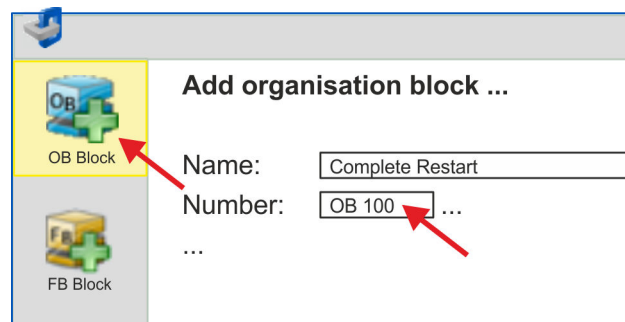 Add organisation block ...
OB
OB Block
Name: Complete Restart
Number: OB 100 ...
...
FB
FB Block